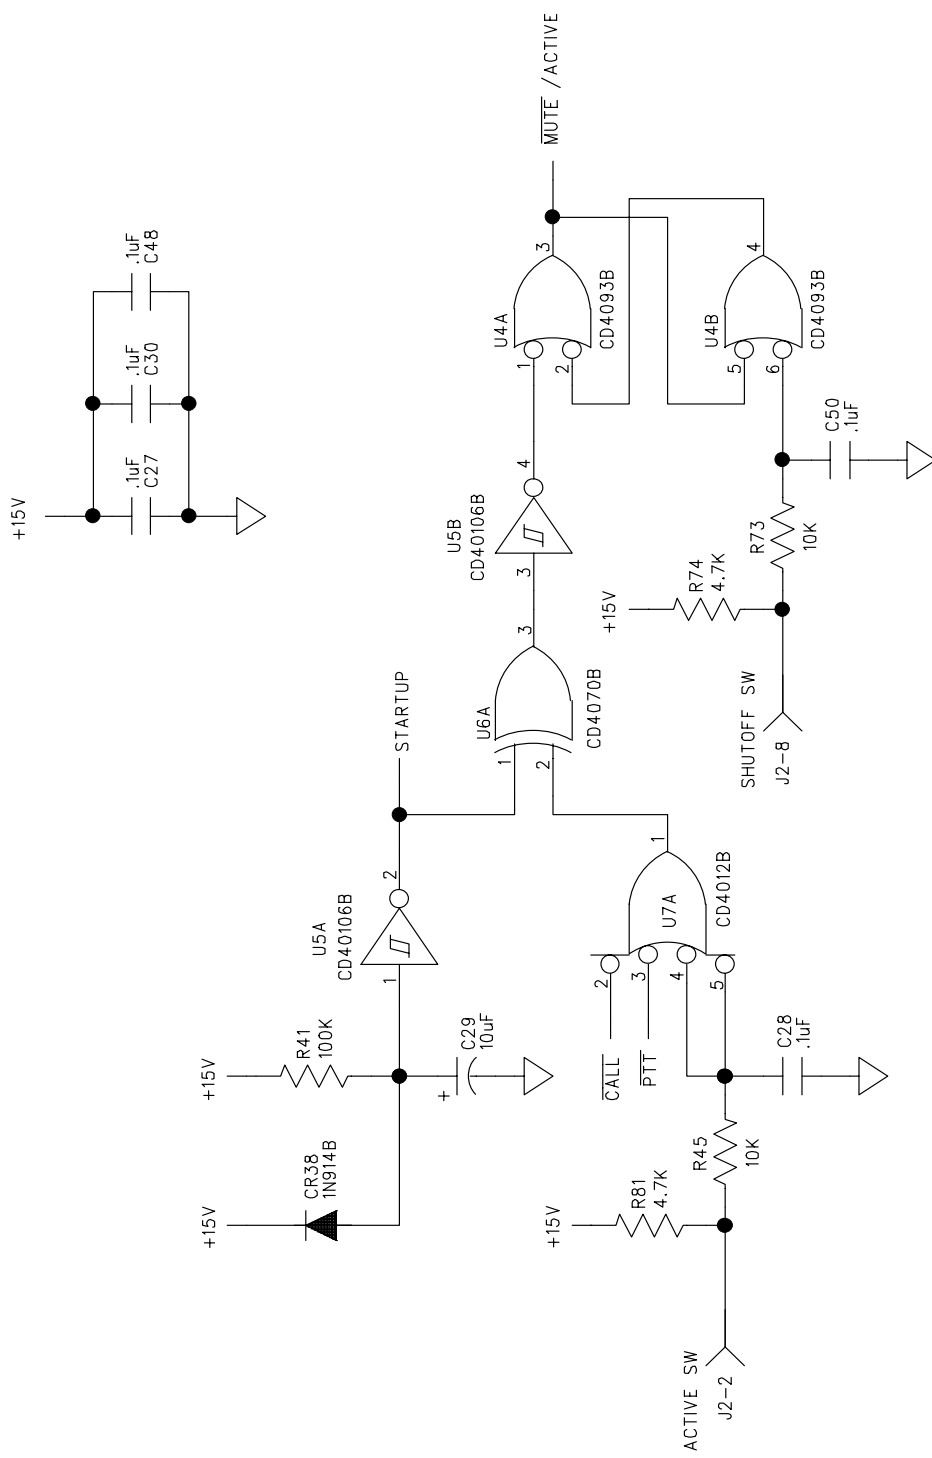 +15V
.1uF
C27
.1uF
C30
.1uF
C48
+15V
CR38
1N914B
+15V
R41
100K
+
C29
10uF
1
U5A
CD40106B
2
STARTUP
ACTIVE SW
J2-2
+15V
R81
4.7K
R45
10K
C28
.1uF
CALL
PTT
2
3
4
5
U7A
CD4012B
1
1
2
U6A
CD4070B
3
3
U5B
CD40106B
4
SHUTOFF SW
J2-8
+15V
R74
4.7K
R73
10K
C50
.1uF
1
2
U4A
CD4093B
3
5
6
U4B
CD4093B
4
MUTE /ACTIVE